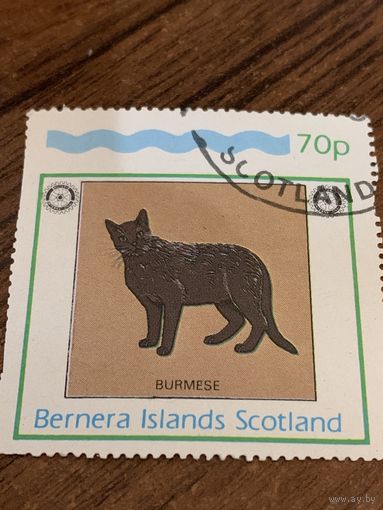 70p
SCOTLAND
BURMESE
Bernera Islands Scotland
www.ay.by